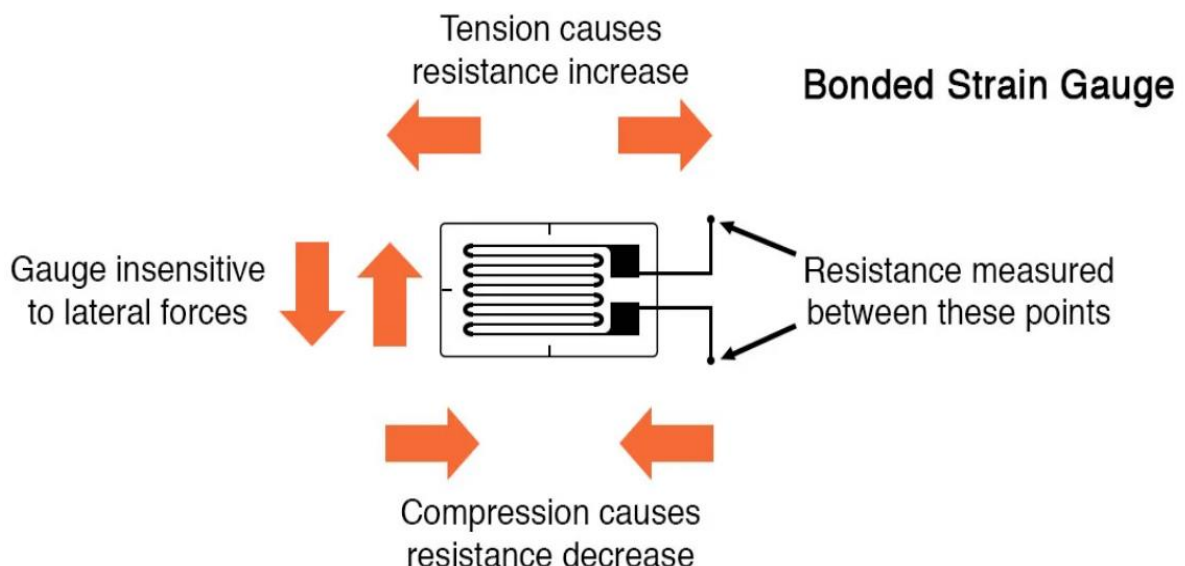 Tension causes
resistance increase
Bonded Strain Gauge
Gauge insensitive
to lateral forces
Resistance measured
between these points
Compression causes
resistance decrease